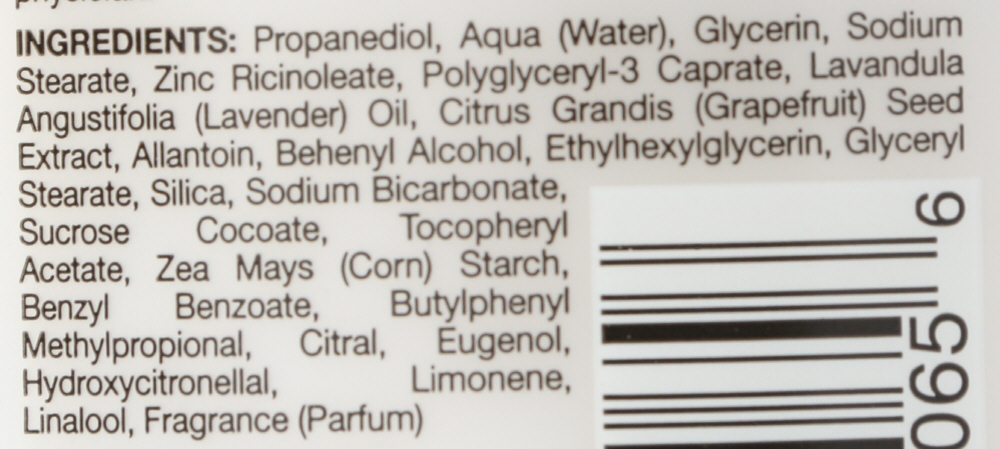 INGREDIENTS: Propanediol, Aqua (Water), Glycerin, Sodium
Stearate, Zinc Ricinoleate, Polyglyceryl-3 Caprate, Lavandula
Angustifolia (Lavender) Oil, Citrus Grandis (Grapefruit) Seed
Extract, Allantoin, Behenyl Alcohol, Ethylhexylglycerin, Glyceryl
Stearate, Silica, Sodium Bicarbonate,
Sucrose Cocoate, Tocopheryl
Acetate, Zea Mays (Corn) Starch,
Benzyl Benzoate, Butylphenyl
Methylpropional, Citral, Eugenol,
Hydroxycitronellal, Limonene,
Linalool, Fragrance (Parfum)
065 6